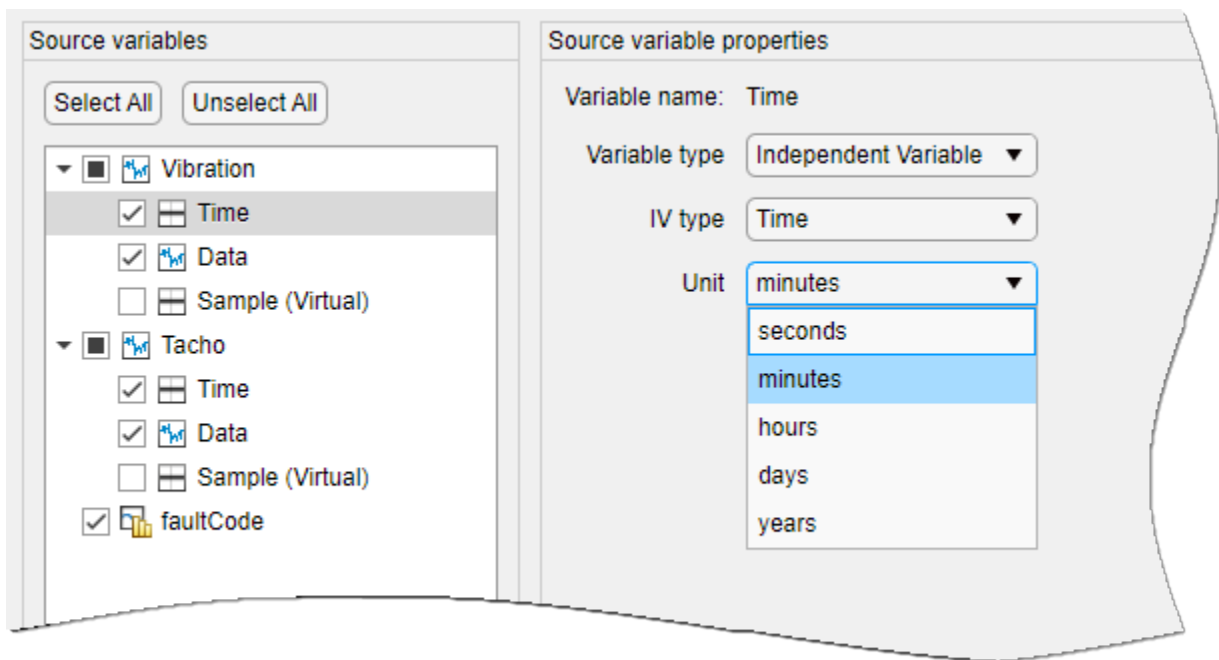 Source variables
Select All
Unselect All
Vibration
Time
Data
Sample (Virtual)
Tacho
Time
Data
Sample (Virtual)
faultCode
Source variable properties
Variable name: Time
Variable type Independent Variable
IV type Time
Unit minutes
seconds
minutes
hours
days
years